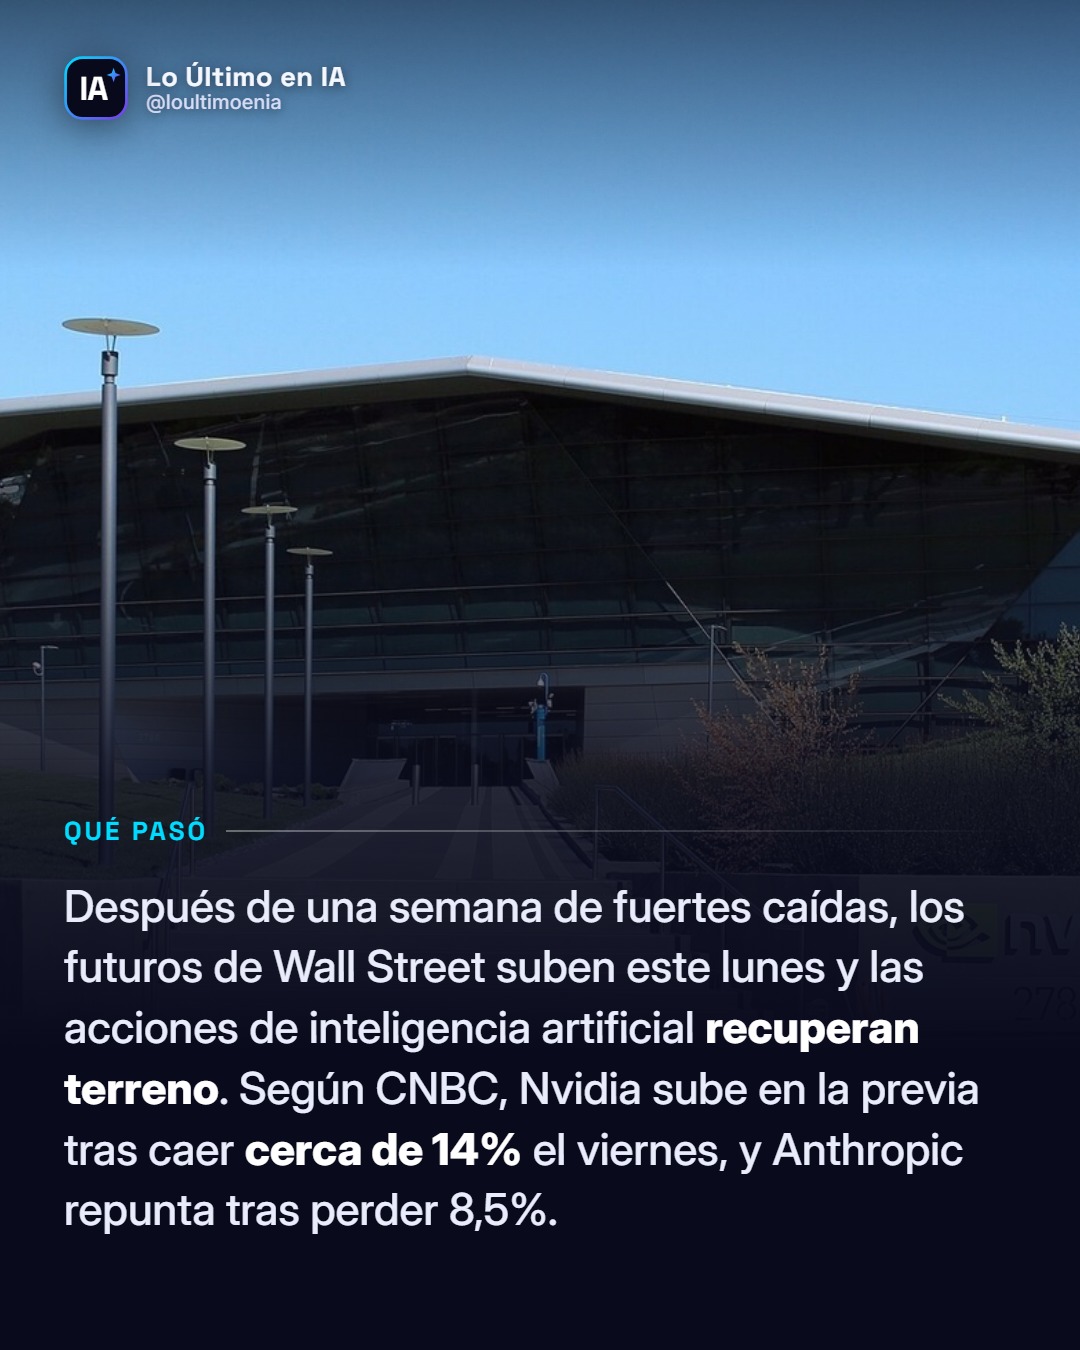 IA
Lo Último en IA
@loultimoenia
QUÉ PASÓ
Después de una semana de fuertes caídas, los
futuros de Wall Street suben este lunes y las
acciones de inteligencia artificial recuperan
terreno. Según CNBC, Nvidia sube en la previa
tras caer cerca de 14% el viernes, y Anthropic
repunta tras perder 8,5%.